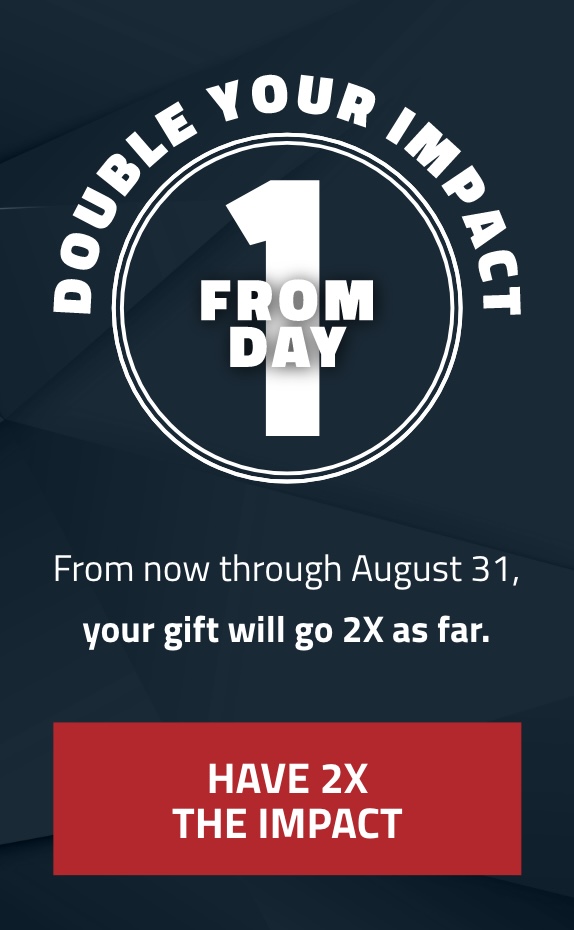 DOUBLE YOUR IMPACT
FROM
DAY
1
From now through August 31,
your gift will go 2X as far.
HAVE 2X
THE IMPACT